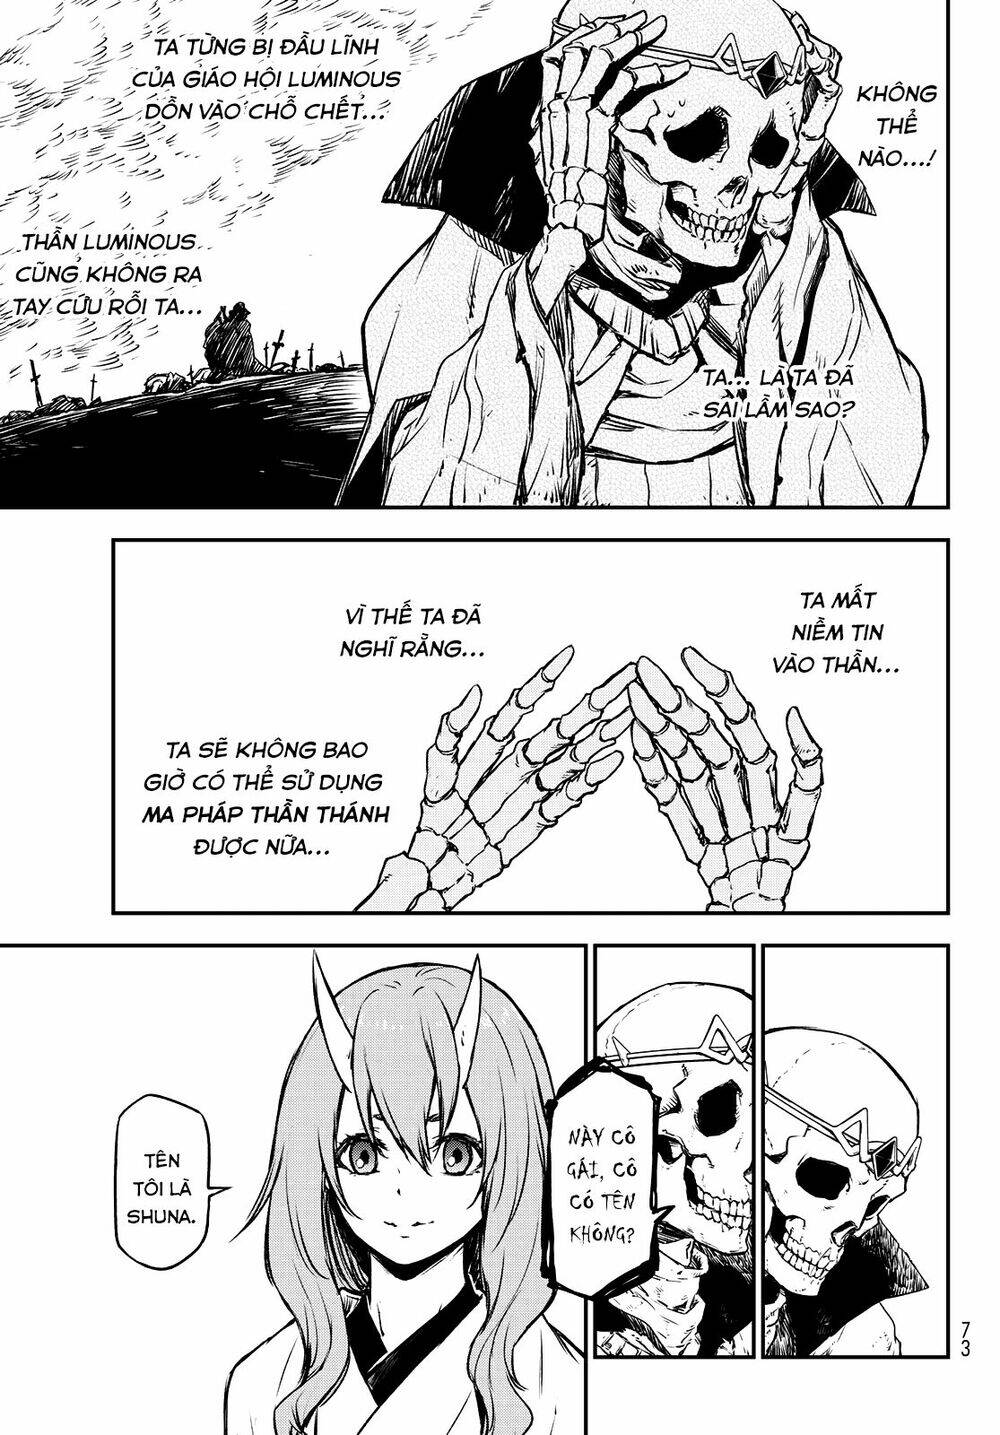 KHÔNG
THỂ
NÀO...!
TA TỪNG BỊ ĐẦU LĨNH
CỦA GIÁO HỘI LUMINOUS
DỒN VÀO CHỖ CHẾT...
THẦN LUMINOUS
CŨNG KHÔNG RA
TAY CỨU RỖI TA...
TA... LÀ TA ĐÃ
SAI LẦM SAO?
TA MẤT
NIỀM TIN
VÀO THẦN...
VÌ THẾ TA ĐÃ
NGHĨ RẰNG...
TA SẼ KHÔNG BAO
GIỜ CÓ THỂ SỬ DỤNG
MA PHÁP THẦN THÁNH
ĐƯỢC NỮA...
NÀY CÔ
GÁI, CÔ
CÓ TÊN
KHÔNG?
TÊN
TÔI LÀ
SHUNA.
73